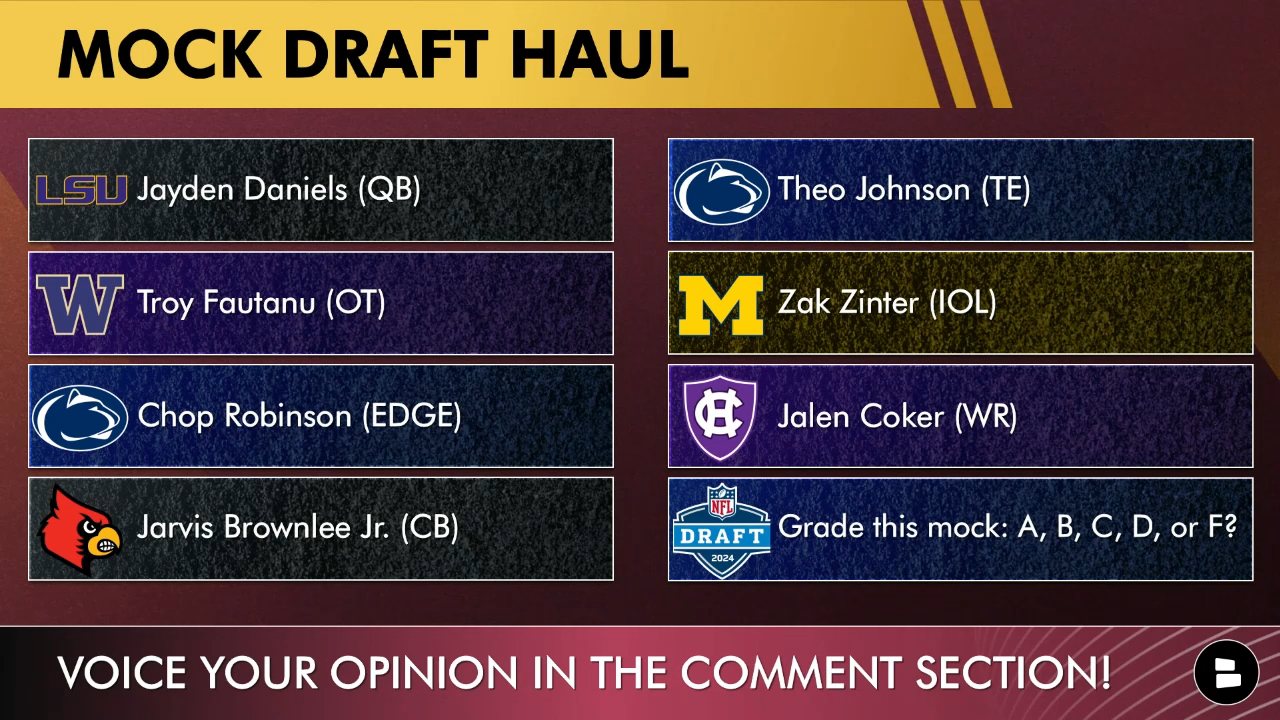 MOCK DRAFT HAUL
LSU Jayden Daniels (QB)
W Troy Fautanu (OT)
Chop Robinson (EDGE)
Jarvis Brownlee Jr. (CB)
Theo Johnson (TE)
M Zak Zinter (IOL)
HC Jalen Coker (WR)
NFL
DRAFT
2024
Grade this mock: A, B, C, D, or F?
VOICE YOUR OPINION IN THE COMMENT SECTION!